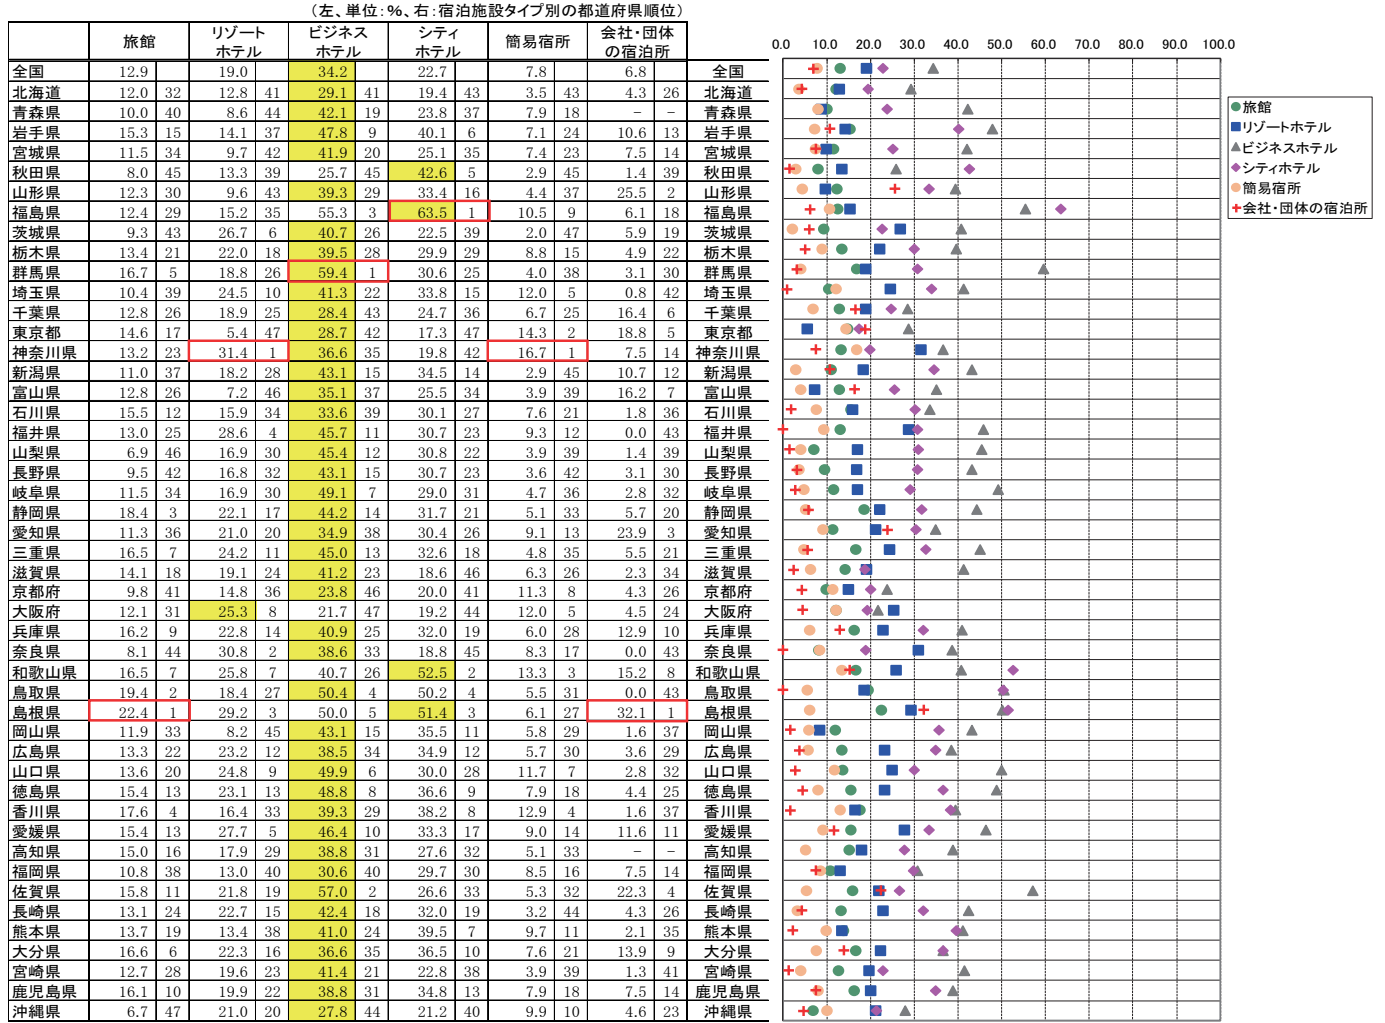 (左、単位:%、右:宿泊施設タイプ別の都道府県順位)
旅館 リゾートホテル ビジネスホテル シティホテル 簡易宿所 会社・団体の宿泊所
0.0 10.0 20.0 30.0 40.0 50.0 60.0 70.0 80.0 90.0 100.0
全国 12.9 19.0 34.2 22.7 7.8 6.8 全国
北海道 12.0 32 12.8 41 29.1 41 19.4 43 3.5 43 4.3 26 北海道
青森県 10.0 40 8.6 44 42.1 19 23.8 37 7.9 18 － － 青森県
岩手県 15.3 15 14.1 37 47.8 9 40.1 6 7.1 24 10.6 13 岩手県
宮城県 11.5 34 9.7 42 41.9 20 25.1 35 7.4 23 7.5 14 宮城県
秋田県 8.0 45 13.3 39 25.7 45 42.6 5 2.9 45 1.4 39 秋田県
山形県 12.3 30 9.6 43 39.3 29 33.4 16 4.4 37 25.5 2 山形県
福島県 12.4 29 15.2 35 55.3 3 63.5 1 10.5 9 6.1 18 福島県
茨城県 9.3 43 26.7 6 40.7 26 22.5 39 2.0 47 5.9 19 茨城県
栃木県 13.4 21 22.0 18 39.5 28 29.9 29 8.8 15 4.9 22 栃木県
群馬県 16.7 5 18.8 26 59.4 1 30.6 25 4.0 38 3.1 30 群馬県
埼玉県 10.4 39 24.5 10 41.3 22 33.8 15 12.0 5 0.8 42 埼玉県
千葉県 12.8 26 18.9 25 28.4 43 24.7 36 6.7 25 16.4 6 千葉県
東京都 14.6 17 5.4 47 28.7 42 17.3 47 14.3 2 18.8 5 東京都
神奈川県 13.2 23 31.4 1 36.6 35 19.8 42 16.7 1 7.5 14 神奈川県
新潟県 11.0 37 18.2 28 43.1 15 34.5 14 2.9 45 10.7 12 新潟県
富山県 12.8 26 7.2 46 35.1 37 25.5 34 3.9 39 16.2 7 富山県
石川県 15.5 12 15.9 34 33.6 39 30.1 27 7.6 21 1.8 36 石川県
福井県 13.0 25 28.6 4 45.7 11 30.7 23 9.3 12 0.0 43 福井県
山梨県 6.9 46 16.9 30 45.4 12 30.8 22 3.9 39 1.4 39 山梨県
長野県 9.5 42 16.8 32 43.1 15 30.7 23 3.6 42 3.1 30 長野県
岐阜県 11.5 34 16.9 30 49.1 7 29.0 31 4.7 36 2.8 32 岐阜県
静岡県 18.4 3 22.1 17 44.2 14 31.7 21 5.1 33 5.7 20 静岡県
愛知県 11.3 36 21.0 20 34.9 38 30.4 26 9.1 13 23.9 3 愛知県
三重県 16.5 7 24.2 11 45.0 13 32.6 18 4.8 35 5.5 21 三重県
滋賀県 14.1 18 19.1 24 41.2 23 18.6 46 6.3 26 2.3 34 滋賀県
京都府 9.8 41 14.8 36 23.8 46 20.0 41 11.3 8 4.3 26 京都府
大阪府 12.1 31 25.3 8 21.7 47 19.2 44 12.0 5 4.5 24 大阪府
兵庫県 16.2 9 22.8 14 40.9 25 32.0 19 6.0 28 12.9 10 兵庫県
奈良県 8.1 44 30.8 2 38.6 33 18.8 45 8.3 17 0.0 43 奈良県
和歌山県 16.5 7 25.8 7 40.7 26 52.5 2 13.3 3 15.2 8 和歌山県
鳥取県 19.4 2 18.4 27 50.4 4 50.2 4 5.5 31 0.0 43 鳥取県
島根県 22.4 1 29.2 3 50.0 5 51.4 3 6.1 27 32.1 1 島根県
岡山県 11.9 33 8.2 45 43.1 15 35.5 11 5.8 29 1.6 37 岡山県
広島県 13.3 22 23.2 12 38.5 34 34.9 12 5.7 30 3.6 29 広島県
山口県 13.6 20 24.8 9 49.9 6 30.0 28 11.7 7 2.8 32 山口県
徳島県 15.4 13 23.1 13 48.8 8 36.6 9 7.9 18 4.4 25 徳島県
香川県 17.6 4 16.4 33 39.3 29 38.2 8 12.9 4 1.6 37 香川県
愛媛県 15.4 13 27.7 5 46.4 10 33.3 17 9.0 14 11.6 11 愛媛県
高知県 15.0 16 17.9 29 38.8 31 27.6 32 5.1 33 － － 高知県
福岡県 10.8 38 13.0 40 30.6 40 29.7 30 8.5 16 7.5 14 福岡県
佐賀県 15.8 11 21.8 19 57.0 2 26.6 33 5.3 32 22.3 4 佐賀県
長崎県 13.1 24 22.7 15 42.4 18 32.0 19 3.2 44 4.3 26 長崎県
熊本県 13.7 19 13.4 38 41.0 24 39.5 7 9.7 11 2.1 35 熊本県
大分県 16.6 6 22.3 16 36.6 35 36.5 10 7.6 21 13.9 9 大分県
宮崎県 12.7 28 19.6 23 41.4 21 22.8 38 3.9 39 1.3 41 宮崎県
鹿児島県 16.1 10 19.9 22 38.8 31 34.8 13 7.9 18 7.5 14 鹿児島県
沖縄県 6.7 47 21.0 20 27.8 44 21.2 40 9.9 10 4.6 23 沖縄県
旅館
リゾートホテル
ビジネスホテル
シティホテル
簡易宿所
会社・団体の宿泊所